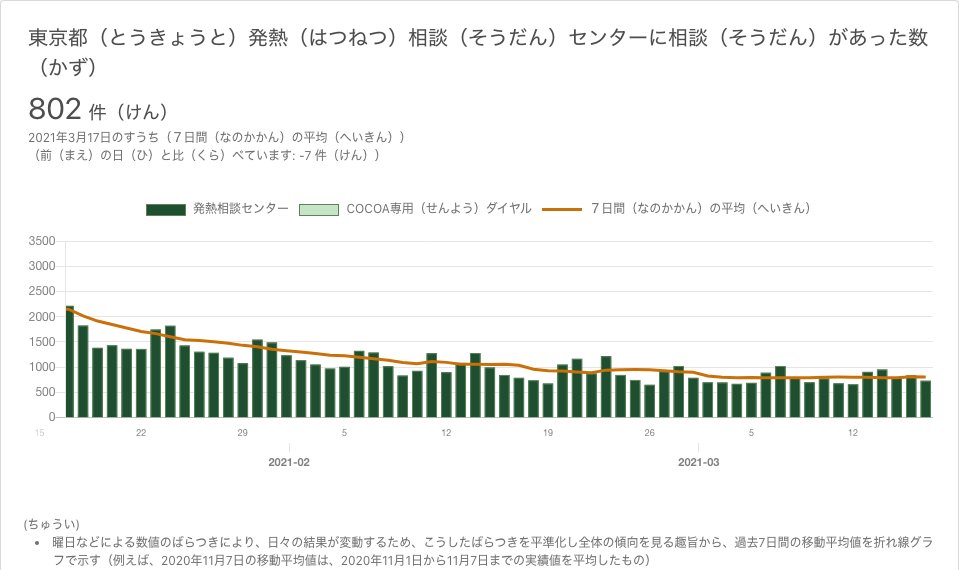 東京都（とうきょうと）発熱（はつねつ）相談（そうだん）センターに相談（そうだん）があった数
（かず）
802 件（けん）
2021年3月17日のすうち（７日間（なのかかん）の平均（へいきん））
（前（まえ）の日（ひ）と比（くら）べています: -7 件（けん））
発熱相談センター COCOA専用（せんよう）ダイヤル ７日間（なのかかん）の平均（へいきん）
3500
3000
2500
2000
1500
1000
500
0
15 22 29 5 12 19 26 5 12
2021-02 2021-03
(ちゅうい)
• 曜日などによる数値のばらつきにより、日々の結果が変動するため、こうしたばらつきを平準化し全体の傾向を見る趣旨から、過去7日間の移動平均値を折れ線グラ
フで示す（例えば、2020年11月7日の移動平均値は、2020年11月1日から11月7日までの実績値を平均したもの）